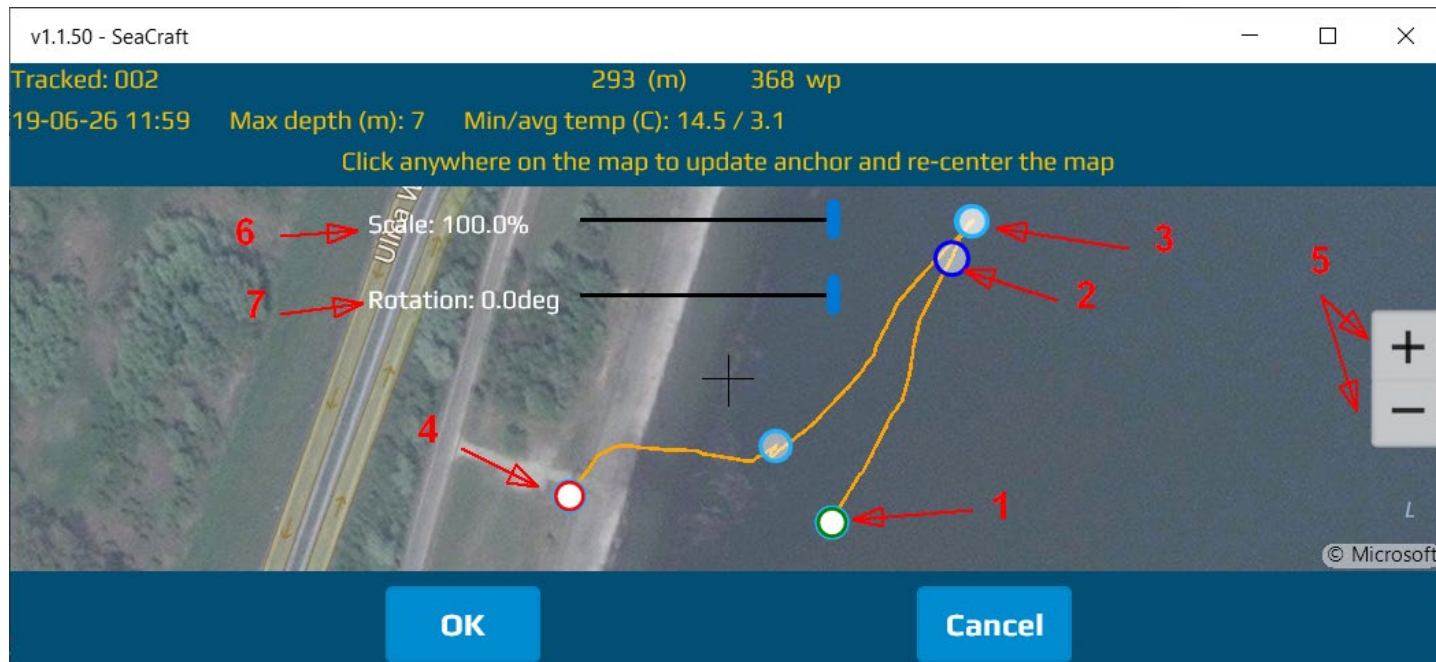 v1.1.50 - SeaCraft
Tracked: 002 293 (m) 368 wp
19-06-26 11:59 Max depth (m): 7 Min/avg temp (C): 14.5 / 3.1
Click anywhere on the map to update anchor and re-center the map
6 Scale: 100.0% 3
Ulica W
7 Rotation: 0.0deg 2 5
+
4 −
1 L
© Microsoft
OK Cancel